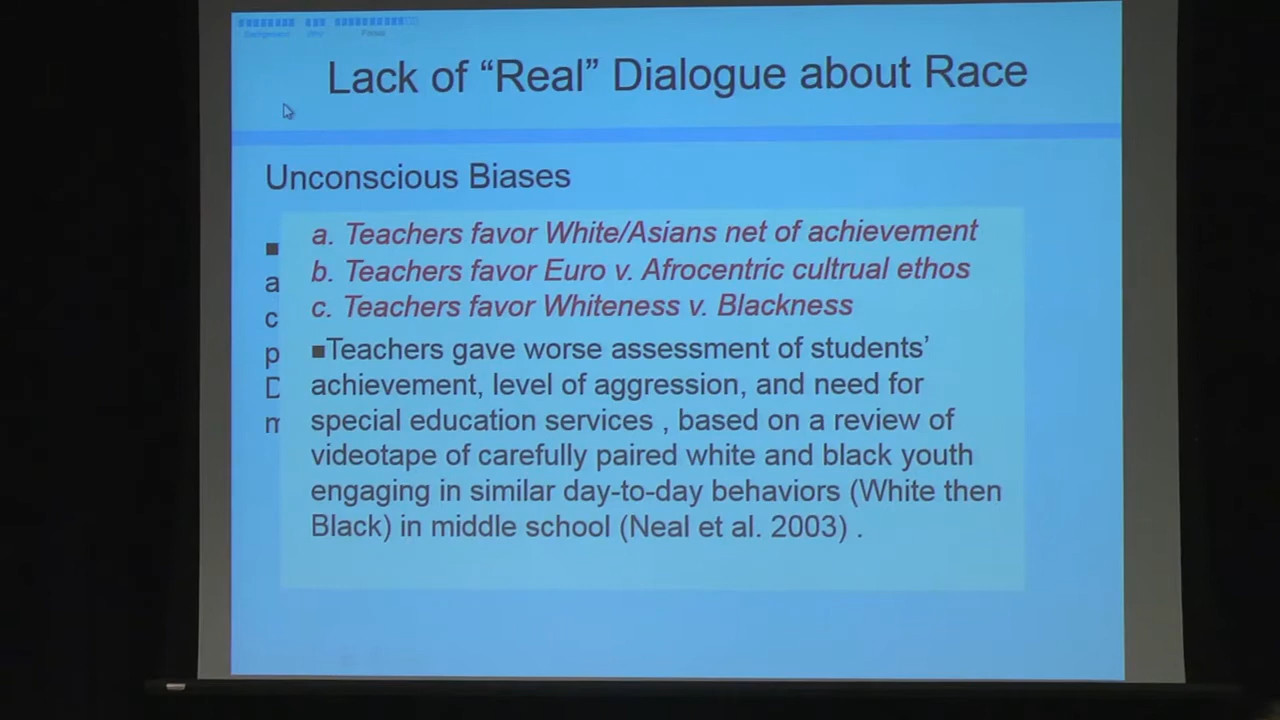 Background Why Focus
Lack of “Real” Dialogue about Race
Unconscious Biases
a. Teachers favor White/Asians net of achievement
b. Teachers favor Euro v. Afrocentric cultrual ethos
c. Teachers favor Whiteness v. Blackness
■Teachers gave worse assessment of students’
achievement, level of aggression, and need for
special education services , based on a review of
videotape of carefully paired white and black youth
engaging in similar day-to-day behaviors (White then
Black) in middle school (Neal et al. 2003) .
■
a
c
p
D
m